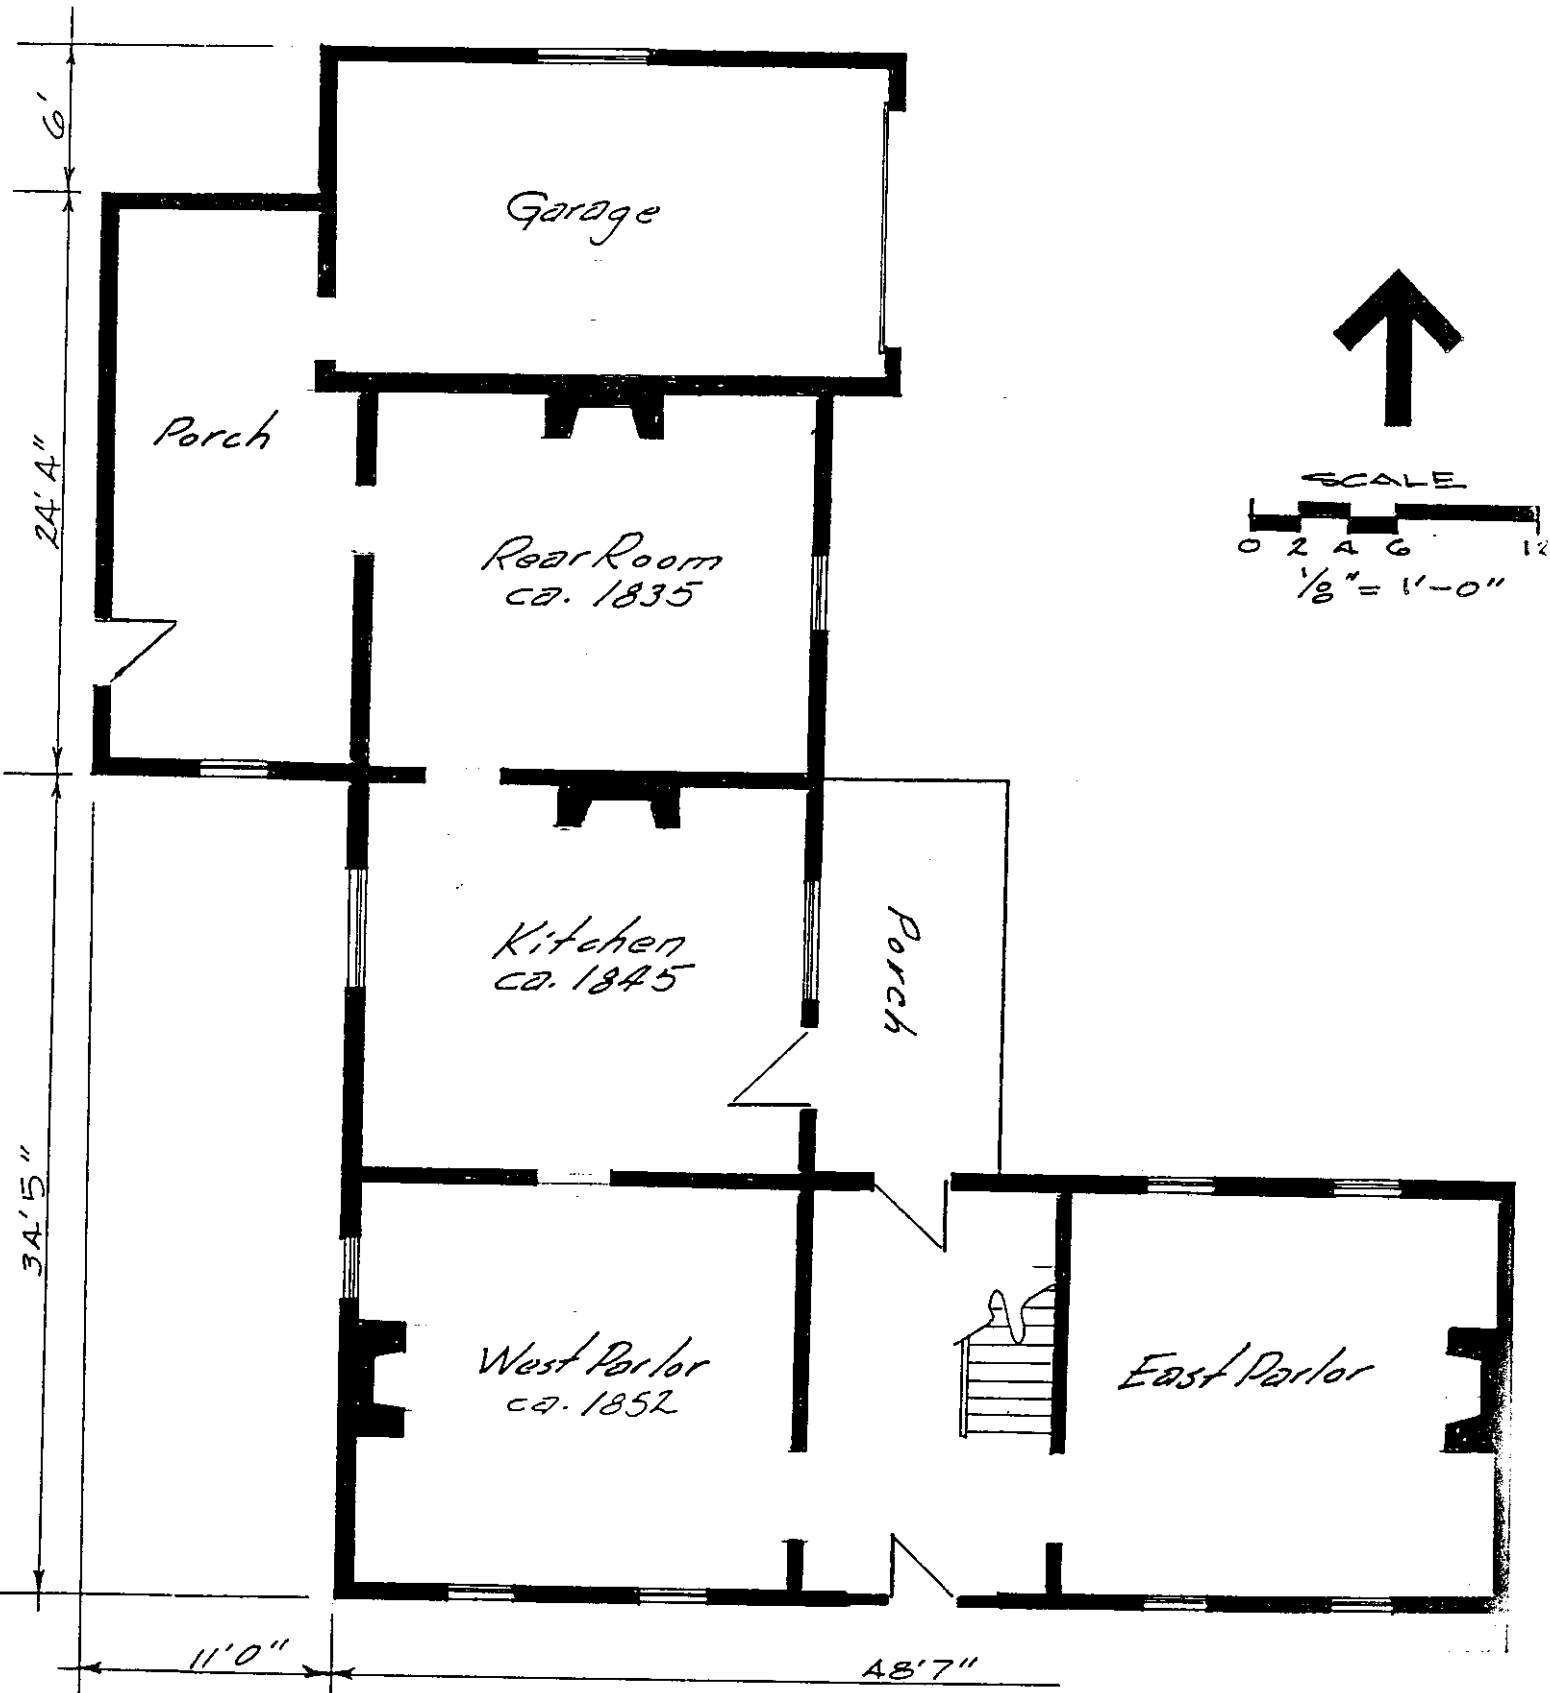 6'
Garage
Porch
24'4"
SCALE
0 2 4 6 12
1/8" = 1'-0"
Rear Room
ca. 1835
Kitchen
ca. 1845
Porch
34'5"
West Parlor
ca. 1852
East Parlor
11'0"
48'7"